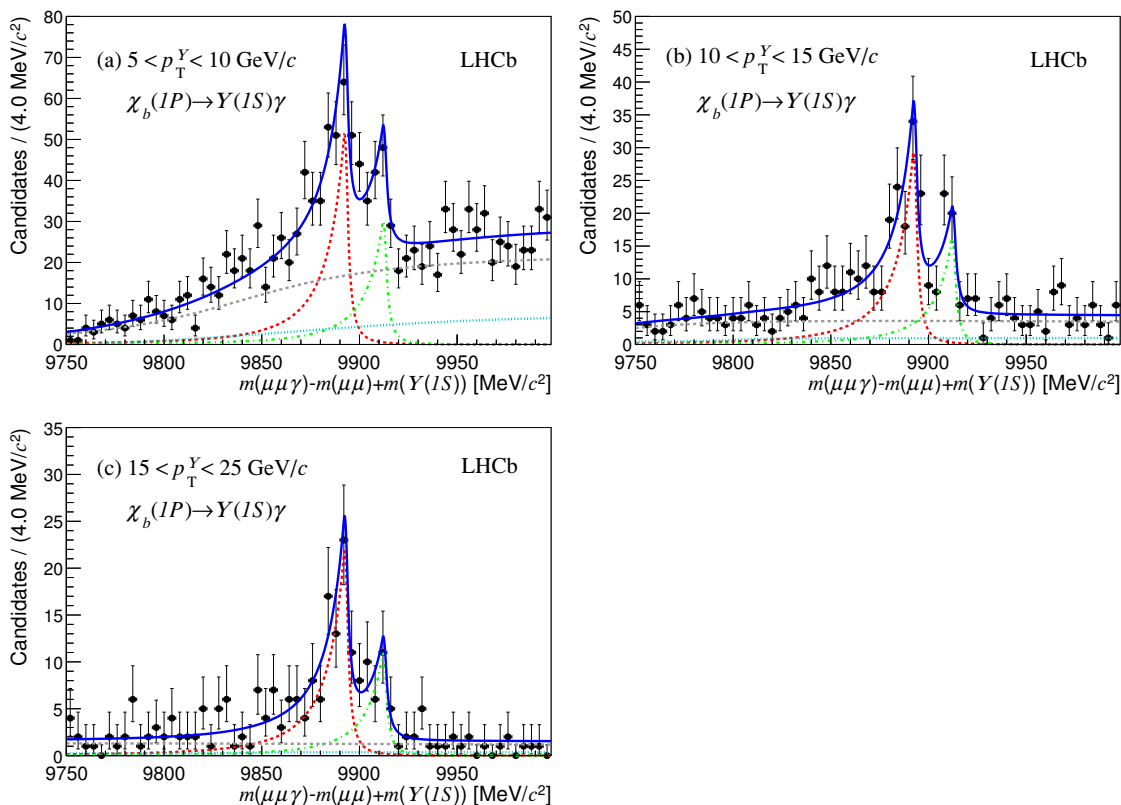 80
70
60
50
40
30
20
10
0
Candidates / (4.0 MeV/c²)
(a) 5 < p_T^Υ < 10 GeV/c
LHCb
χ_b(1P)→Υ(1S)γ
9750 9800 9850 9900 9950
m(μμγ)-m(μμ)+m(Υ(1S)) [MeV/c²]
50
45
40
35
30
25
20
15
10
5
0
Candidates / (4.0 MeV/c²)
(b) 10 < p_T^Υ < 15 GeV/c
LHCb
χ_b(1P)→Υ(1S)γ
9750 9800 9850 9900 9950
m(μμγ)-m(μμ)+m(Υ(1S)) [MeV/c²]
35
30
25
20
15
10
5
0
Candidates / (4.0 MeV/c²)
(c) 15 < p_T^Υ < 25 GeV/c
LHCb
χ_b(1P)→Υ(1S)γ
9750 9800 9850 9900 9950
m(μμγ)-m(μμ)+m(Υ(1S)) [MeV/c²]